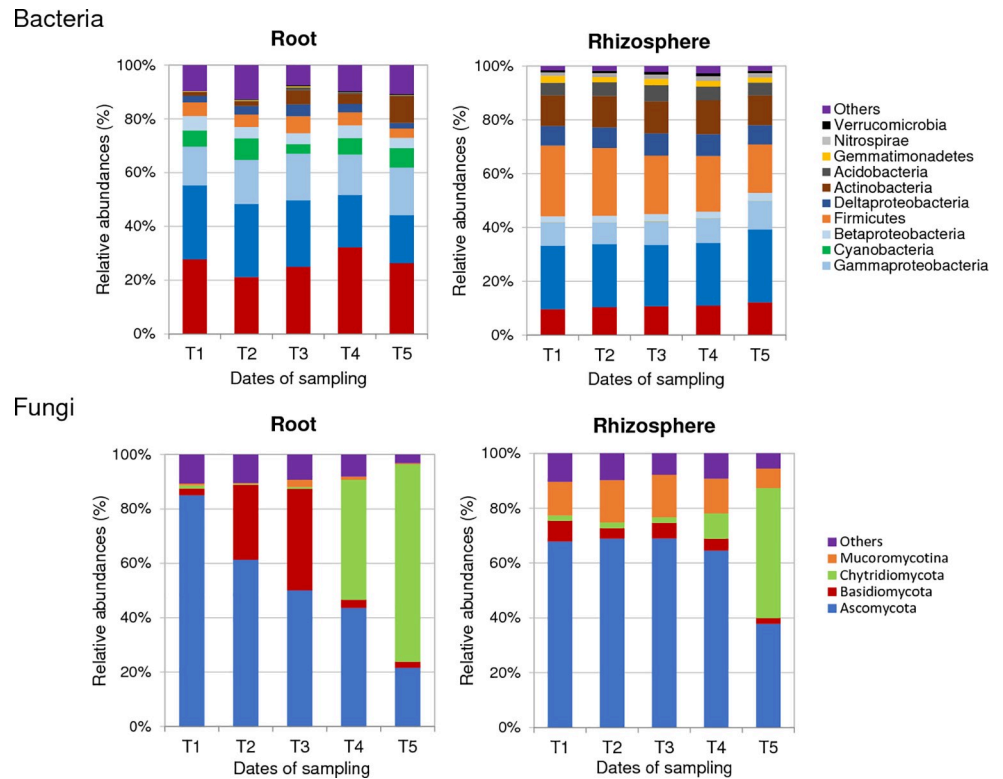 Bacteria
Root
Relative abundances (%)
100%
80%
60%
40%
20%
0%
T1 T2 T3 T4 T5
Dates of sampling
Rhizosphere
Relative abundances (%)
100%
80%
60%
40%
20%
0%
T1 T2 T3 T4 T5
Dates of sampling
Others
Verrucomicrobia
Nitrospirae
Gemmatimonadetes
Acidobacteria
Actinobacteria
Deltaproteobacteria
Firmicutes
Betaproteobacteria
Cyanobacteria
Gammaproteobacteria
Fungi
Root
Relative abundances (%)
100%
80%
60%
40%
20%
0%
T1 T2 T3 T4 T5
Dates of sampling
Rhizosphere
Relative abundances (%)
100%
80%
60%
40%
20%
0%
T1 T2 T3 T4 T5
Dates of sampling
Others
Mucoromycotina
Chytridiomycota
Basidiomycota
Ascomycota